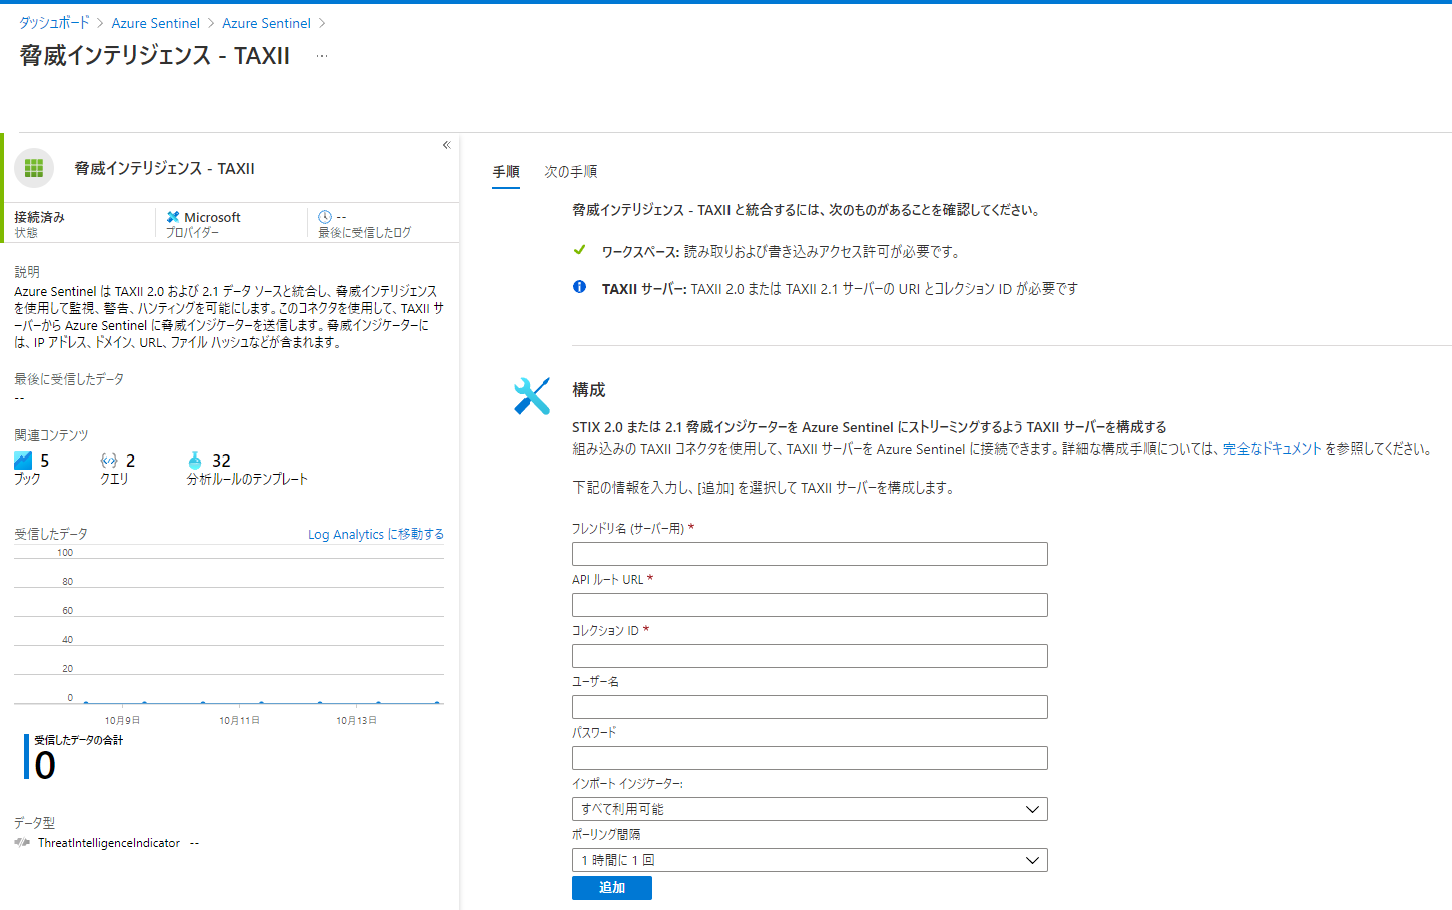 ダッシュボード > Azure Sentinel > Azure Sentinel >
脅威インテリジェンス - TAXII ...
«
脅威インテリジェンス - TAXII
接続済み
状態
Microsoft
プロバイダー
--
最後に受信したログ
説明
Azure Sentinel は TAXII 2.0 および 2.1 データ ソースと統合し、脅威インテリジェンス
を使用して監視、警告、ハンティングを可能にします。このコネクタを使用して、TAXII サ
ーバーから Azure Sentinel に脅威インジケーターを送信します。脅威インジケーターに
は、IP アドレス、ドメイン、URL、ファイル ハッシュなどが含まれます。
最後に受信したデータ
--
関連コンテンツ
5
ブック
2
クエリ
32
分析ルールのテンプレート
受信したデータ
Log Analytics に移動する
100
80
60
40
20
0
10月9日
10月11日
10月13日
受信したデータの合計
0
データ型
ThreatIntelligenceIndicator --
手順
次の手順
脅威インテリジェンス - TAXII と統合するには、次のものがあることを確認してください。
ワークスペース: 読み取りおよび書き込みアクセス許可が必要です。
TAXII サーバー: TAXII 2.0 または TAXII 2.1 サーバーの URI とコレクション ID が必要です
構成
STIX 2.0 または 2.1 脅威インジケーターを Azure Sentinel にストリーミングするよう TAXII サーバーを構成する
組み込みの TAXII コネクタを使用して、TAXII サーバーを Azure Sentinel に接続できます。詳細な構成手順については、完全なドキュメント を参照してください。
下記の情報を入力し、[追加] を選択して TAXII サーバーを構成します。
フレンドリ名 (サーバー用) *
API ルート URL *
コレクション ID *
ユーザー名
パスワード
インポート インジケーター:
すべて利用可能
ポーリング間隔
1 時間に 1 回
追加